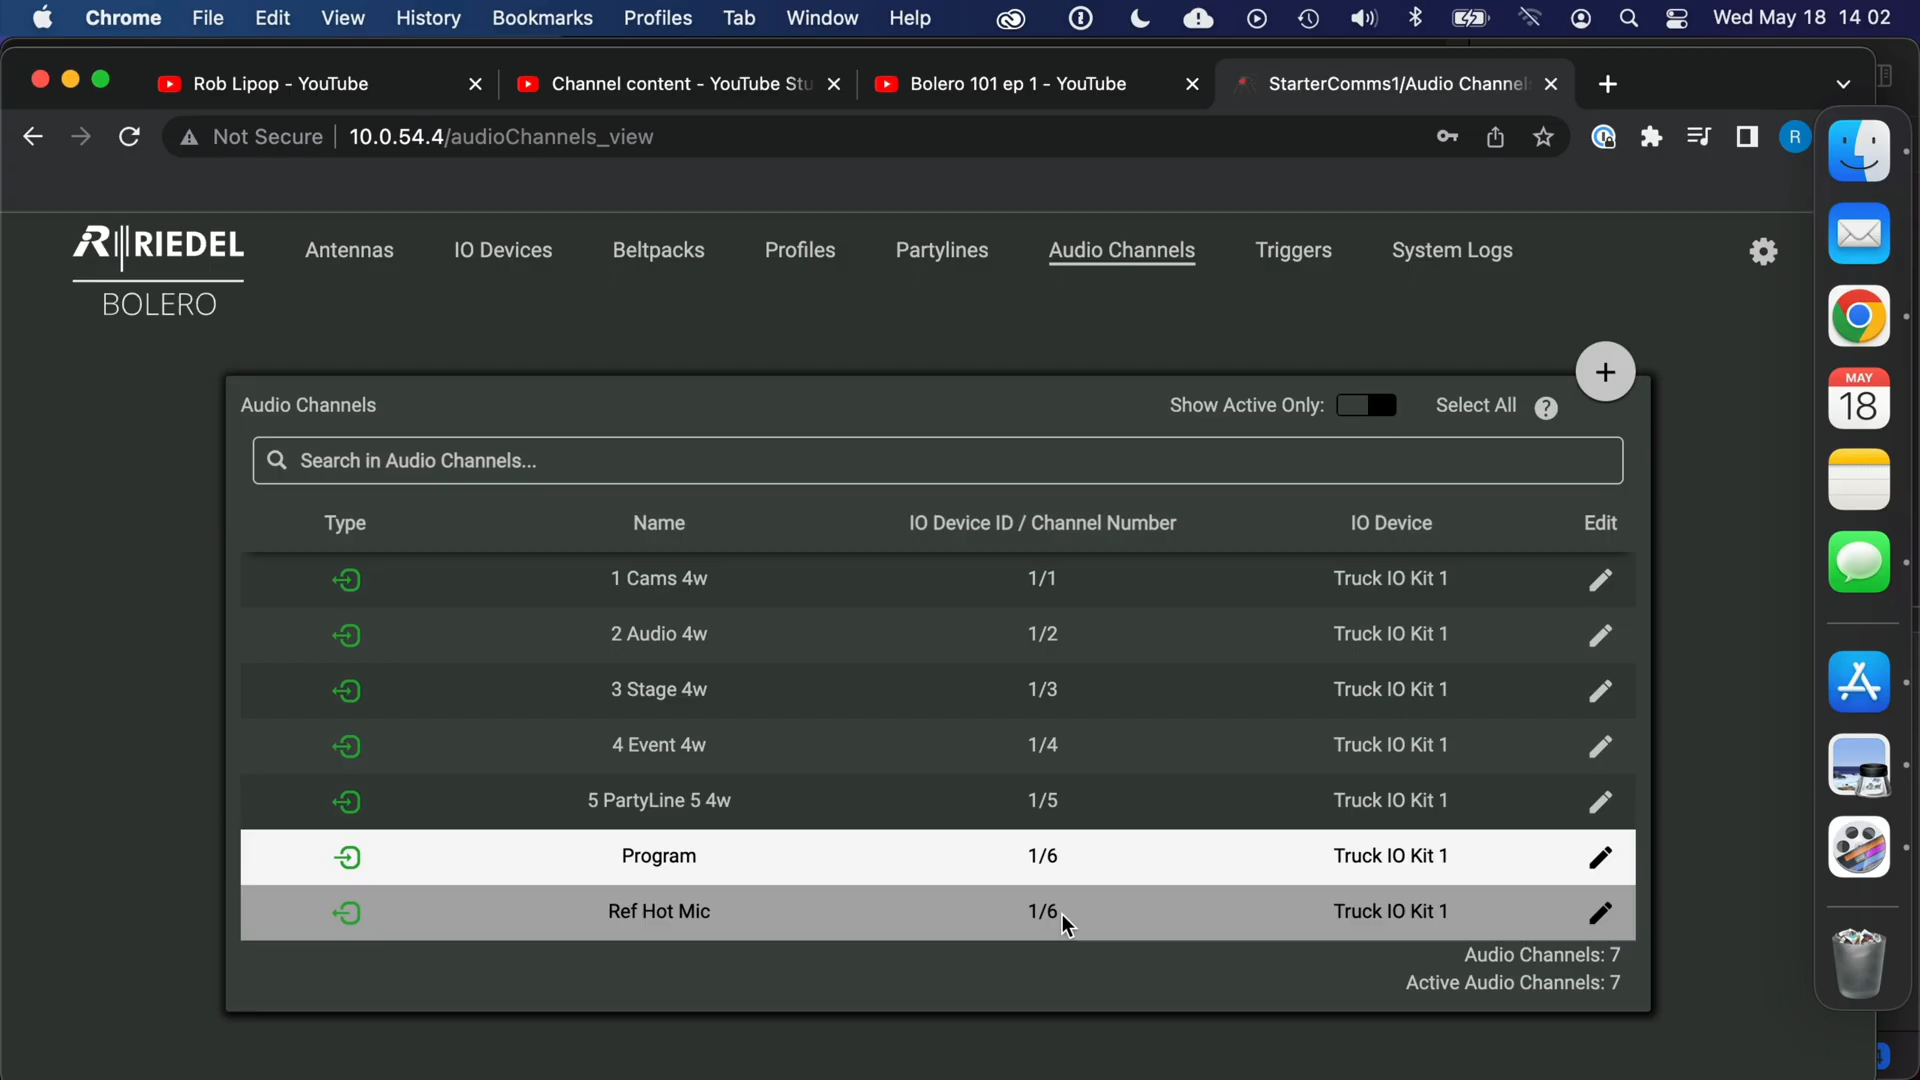 Chrome File Edit View History Bookmarks Profiles Tab Window Help Wed May 18 14 02
Rob Lipop - YouTube
Channel content - YouTube Stu
Bolero 101 ep 1 - YouTube
StarterComms1/Audio Channel
Not Secure 10.0.54.4/audioChannels_view
R
RIEDEL
BOLERO
Antennas IO Devices Beltpacks Profiles Partylines Audio Channels Triggers System Logs
MAY
18
+
Audio Channels Show Active Only: Select All ?
Search in Audio Channels...
Type Name IO Device ID / Channel Number IO Device Edit
1 Cams 4w 1/1 Truck IO Kit 1
2 Audio 4w 1/2 Truck IO Kit 1
3 Stage 4w 1/3 Truck IO Kit 1
4 Event 4w 1/4 Truck IO Kit 1
5 PartyLine 5 4w 1/5 Truck IO Kit 1
Program 1/6 Truck IO Kit 1
Ref Hot Mic 1/6 Truck IO Kit 1
Audio Channels: 7
Active Audio Channels: 7